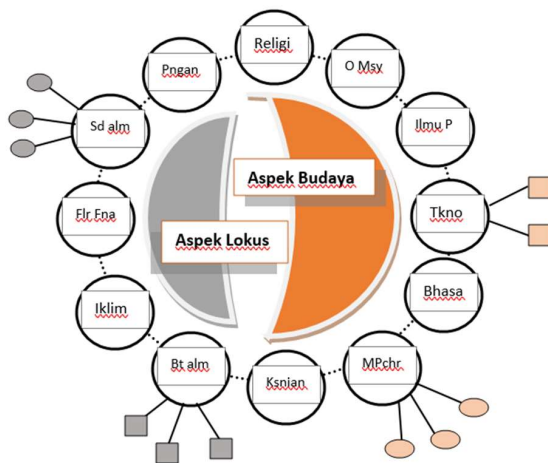 Religi
Pngan
O Msy
Sd alm
Ilmu P
Aspek Budaya
Flr Fna
Tkno
Aspek Lokus
Bhasa
Iklim
Bt alm
MPchr
Ksnian